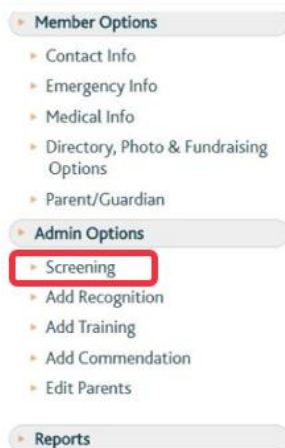 Member Options
Contact Info
Emergency Info
Medical Info
Directory, Photo & Fundraising
Options
Parent/Guardian
Admin Options
Screening
Add Recognition
Add Training
Add Commendation
Edit Parents
Reports